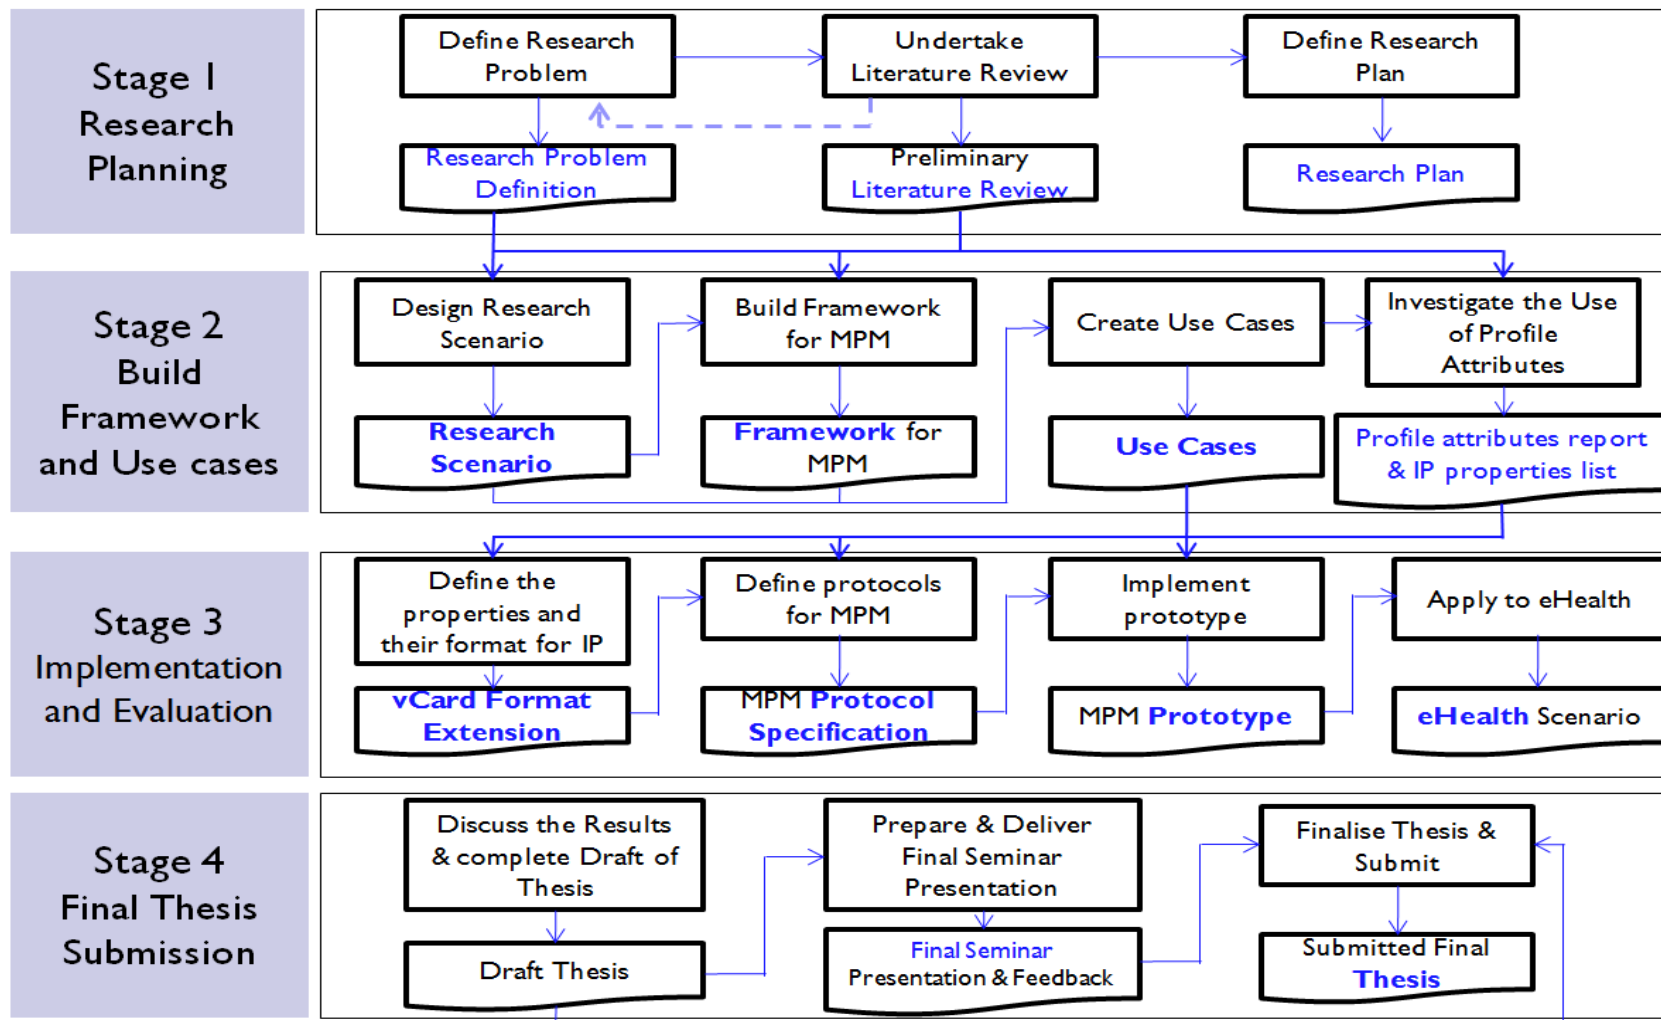 Stage 1
Research
Planning
Define Research
Problem
Undertake
Literature Review
Define Research
Plan
Research Problem
Definition
Preliminary
Literature Review
Research Plan
Stage 2
Build
Framework
and Use cases
Design Research
Scenario
Build Framework
for MPM
Create Use Cases
Investigate the Use
of Profile
Attributes
Research
Scenario
Framework for
MPM
Use Cases
Profile attributes report
& IP properties list
Stage 3
Implementation
and Evaluation
Define the
properties and
their format for IP
Define protocols
for MPM
Implement
prototype
Apply to eHealth
vCard Format
Extension
MPM Protocol
Specification
MPM Prototype
eHealth Scenario
Stage 4
Final Thesis
Submission
Discuss the Results
& complete Draft of
Thesis
Prepare & Deliver
Final Seminar
Presentation
Finalise Thesis &
Submit
Draft Thesis
Final Seminar
Presentation & Feedback
Submitted Final
Thesis